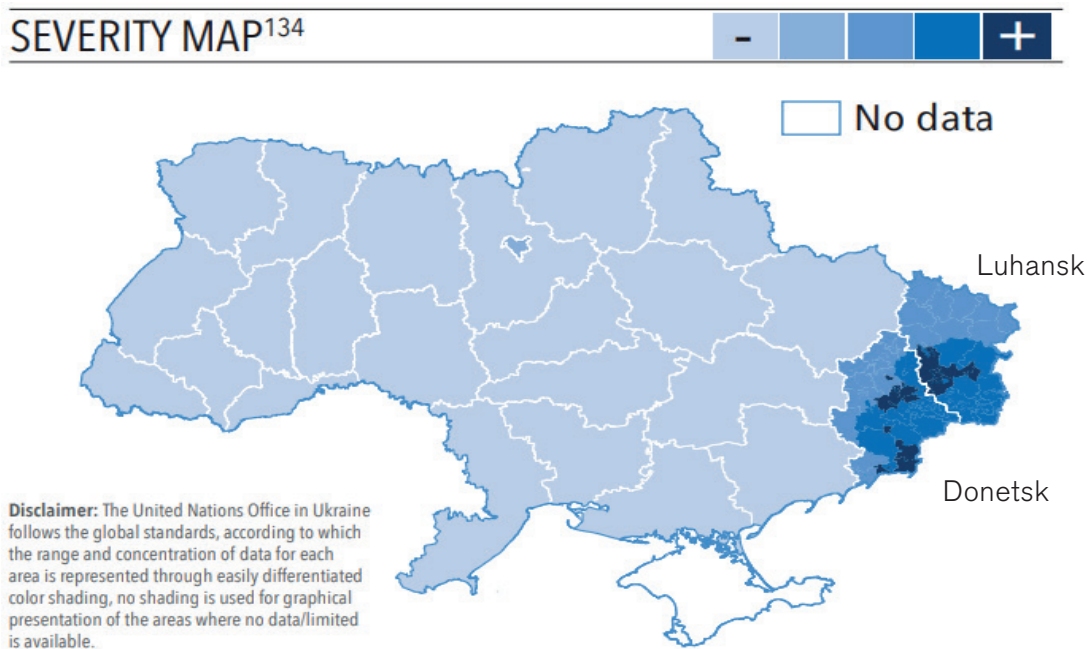 SEVERITY MAP134
- +
No data
Luhansk
Donetsk
Disclaimer: The United Nations Office in Ukraine
follows the global standards, according to which
the range and concentration of data for each
area is represented through easily differentiated
color shading, no shading is used for graphical
presentation of the areas where no data/limited
is available.